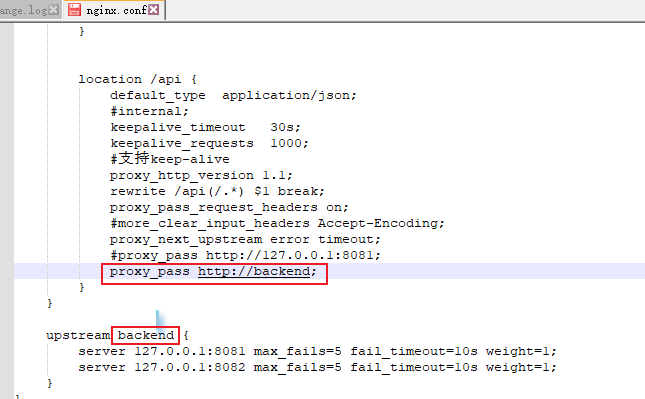 ange.log nginx.conf
}
location /api {
default_type  application/json;
#internal;
keepalive_timeout   30s;
keepalive_requests  1000;
#支持keep-alive
proxy_http_version 1.1;
rewrite /api(/.*) $1 break;
proxy_pass_request_headers on;
#more_clear_input_headers Accept-Encoding;
proxy_next_upstream error timeout;
#proxy_pass http://127.0.0.1:8081;
proxy_pass http://backend;
}
}
upstream backend {
server 127.0.0.1:8081 max_fails=5 fail_timeout=10s weight=1;
server 127.0.0.1:8082 max_fails=5 fail_timeout=10s weight=1;
}
}